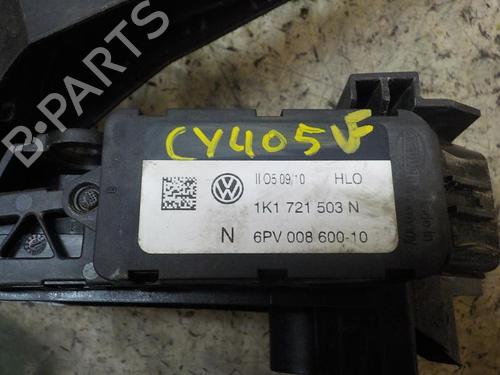 B-PARTS
CY405VF
II 05 09/10 HLO
1K1 721 503 N
N 6PV 008 600-10